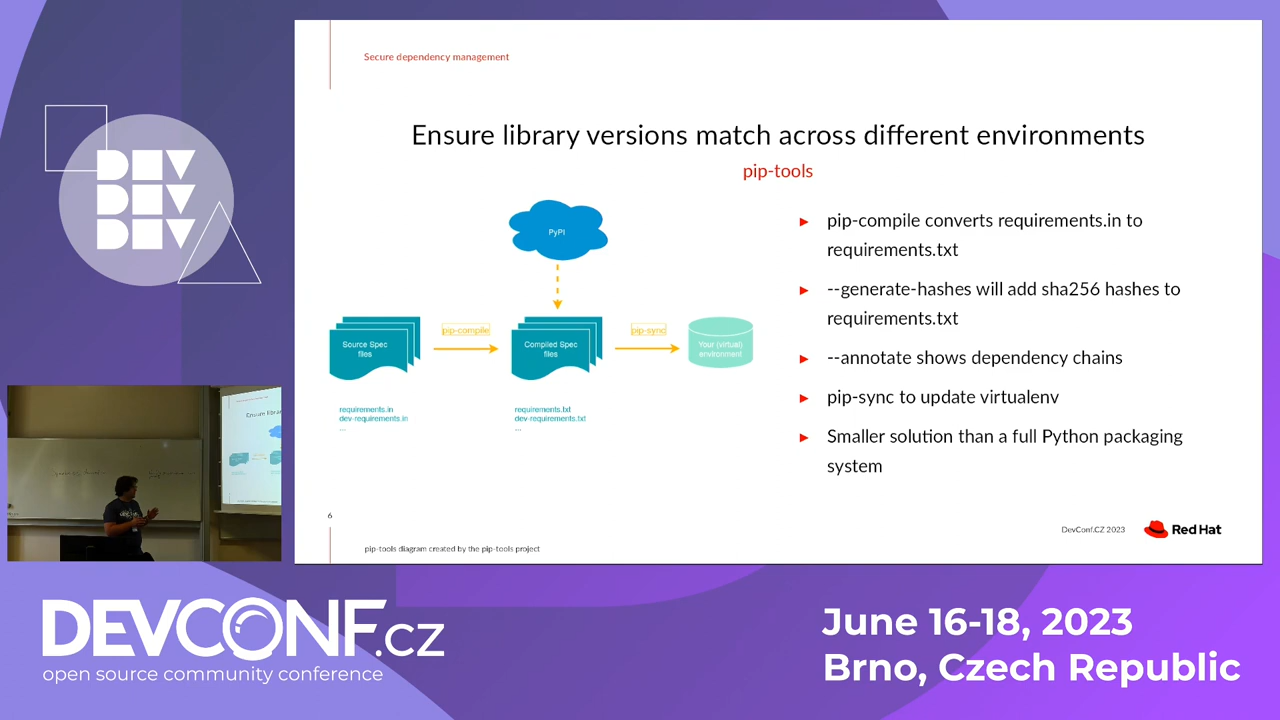 Secure dependency management
Ensure library versions match across different environments
pip-tools
PyPI
Source Spec
files
pip-compile
Compiled Spec
files
pip-sync
Your (virtual)
environment
requirements.in
dev-requirements.in
...
requirements.txt
dev-requirements.txt
...
pip-compile converts requirements.in to
requirements.txt
--generate-hashes will add sha256 hashes to
requirements.txt
--annotate shows dependency chains
pip-sync to update virtualenv
Smaller solution than a full Python packaging
system
6
pip-tools diagram created by the pip-tools project
DevConf.CZ 2023
Red Hat
DEV
DEV
DEV
Ensure librar
DEVCONF.cz
open source community conference
June 16-18, 2023
Brno, Czech Republic